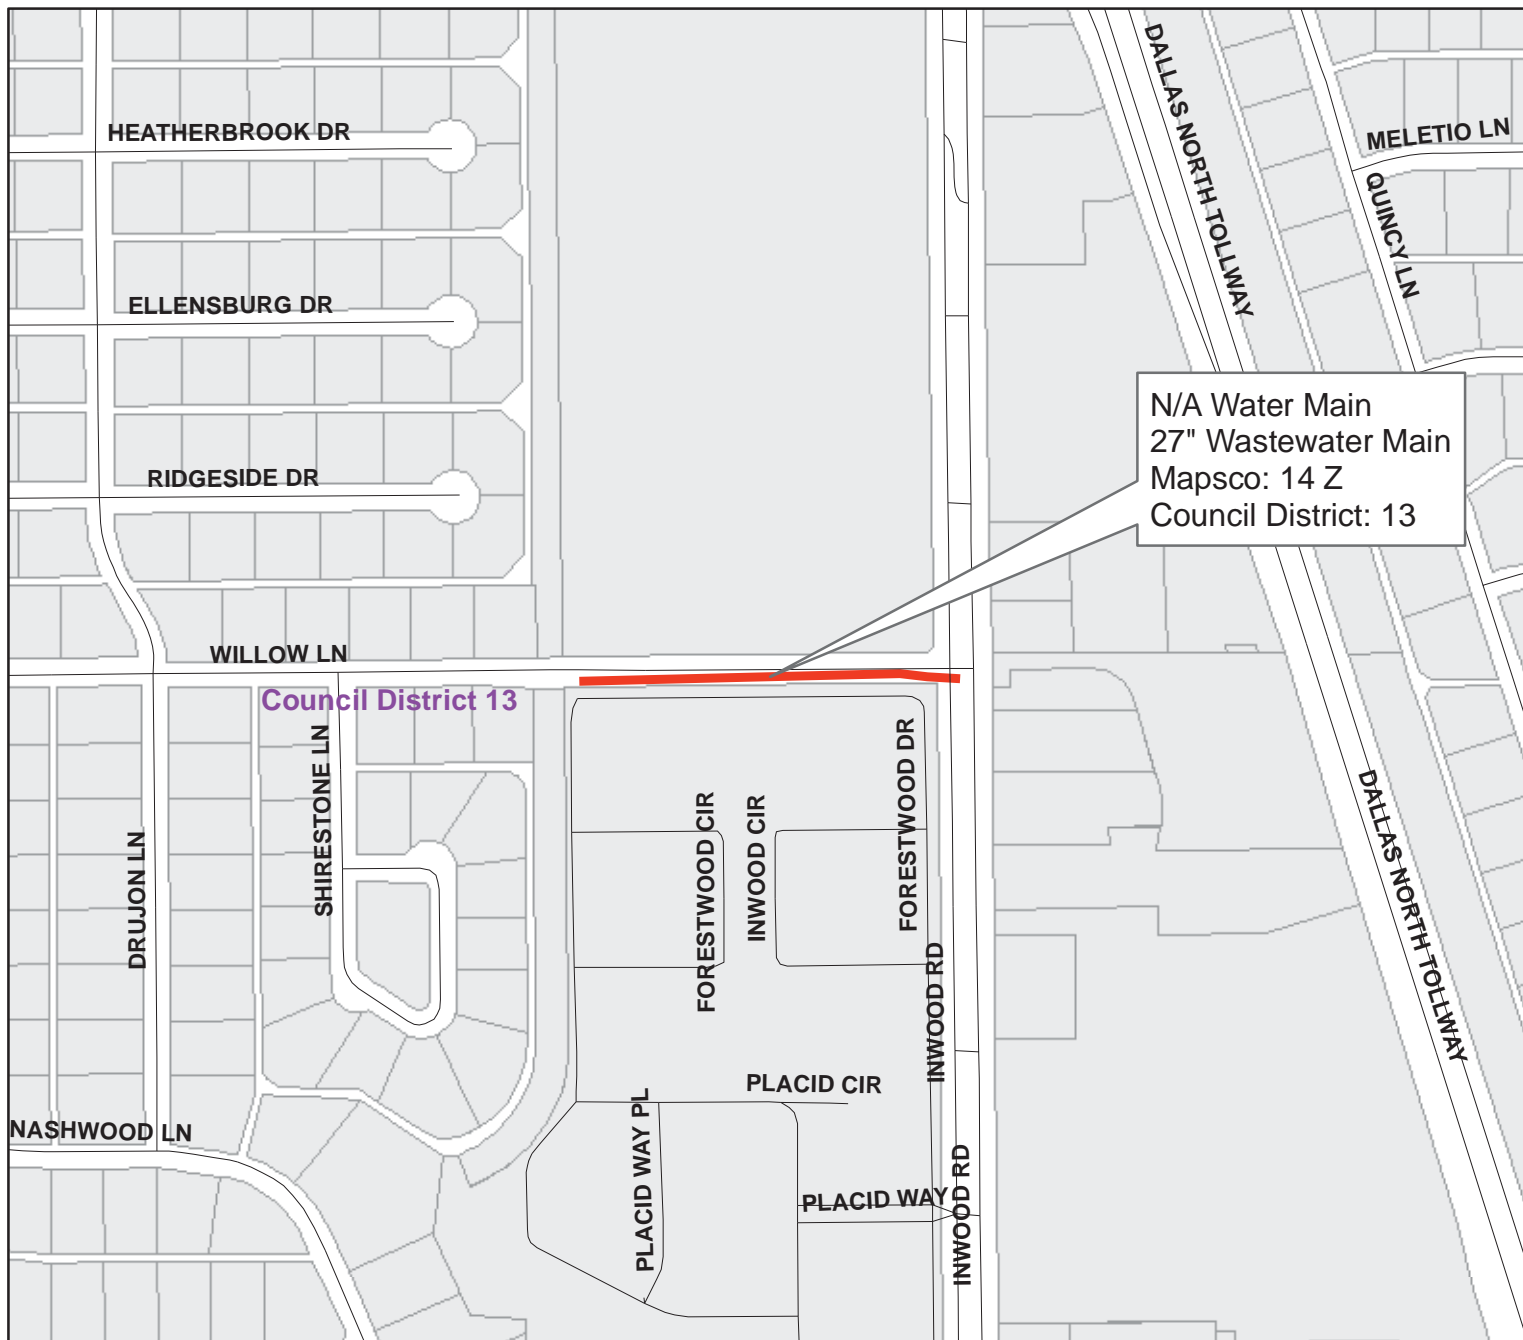 DALLAS NORTH TOLLWAY
HEATHERBROOK DR
MELETIO LN
QUINCY LN
ELLENSBURG DR
N/A Water Main
27" Wastewater Main
Mapsco: 14 Z
Council District: 13
RIDGESIDE DR
WILLOW LN
Council District 13
SHIRESTONE LN
FORESTWOOD DR
FORESTWOOD CIR
INWOOD CIR
DALLAS NORTH TOLLWAY
DRUJON LN
INWOOD RD
PLACID CIR
PLACID WAY PL
NASHWOOD LN
PLACID WAY
INWOOD RD